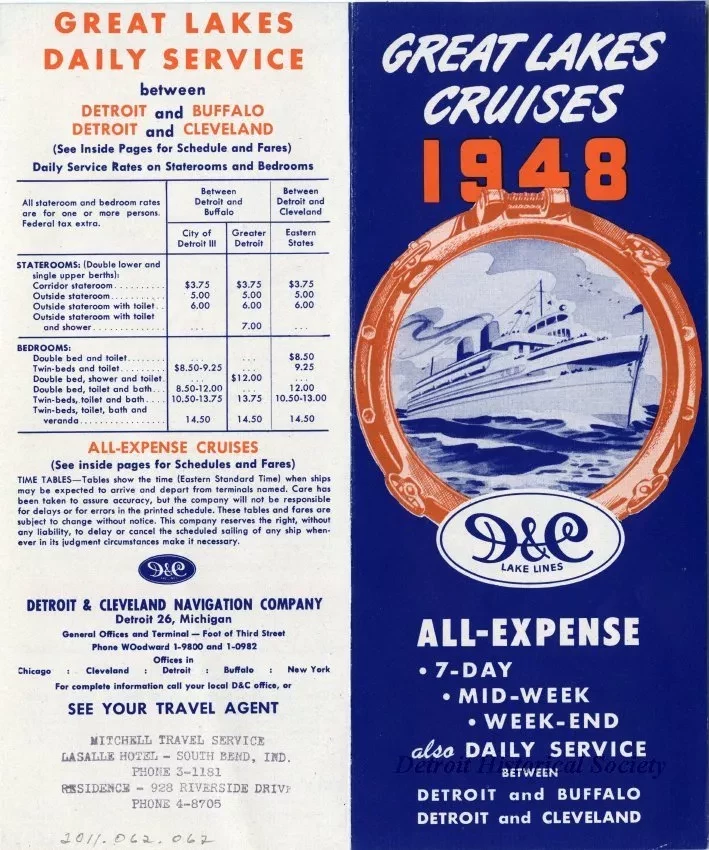 GREAT LAKES
DAILY SERVICE
between
DETROIT and BUFFALO
DETROIT and CLEVELAND
(See Inside Pages for Schedule and Fares)
Daily Service Rates on Staterooms and Bedrooms
All stateroom and bedroom rates are for one or more persons. Federal tax extra.
Between Detroit and Buffalo
Between Detroit and Cleveland
City of Detroit III
Greater Detroit
Eastern States
STATEROOMS: (Double lower and
single upper berths):
Corridor stateroom.......... $3.75 $3.75 $3.75
Outside stateroom.......... 5.00 5.00 5.00
Outside stateroom with toilet.. 6.00 6.00 6.00
Outside stateroom with toilet
and shower............. ... 7.00 ...
BEDROOMS:
Double bed and toilet....... ... $8.50
Twin-beds and toilet........ $8.50-9.25 ... 9.25
Double bed, shower and toilet. ... $12.00 ...
Double bed, toilet and bath... 8.50-12.00 ... 12.00
Twin-beds, toilet and bath.... 10.50-13.75 13.75 10.50-13.00
Twin-beds, toilet, bath and
veranda................ 14.50 14.50 14.50
ALL-EXPENSE CRUISES
(See inside pages for Schedules and Fares)
TIME TABLES—Tables show the time (Eastern Standard Time) when ships
may be expected to arrive and depart from terminals named. Care has
been taken to assure accuracy, but the company will not be responsible
for delays or for errors in the printed schedule. These tables and fares are
subject to change without notice. This company reserves the right, without
any liability, to delay or cancel the scheduled sailing of any ship when-
ever in its judgment circumstances make it necessary.
D&C
DETROIT & CLEVELAND NAVIGATION COMPANY
Detroit 26, Michigan
General Offices and Terminal — Foot of Third Street
Phone WOodward 1-9800 and 1-0982
Offices in
Chicago : Cleveland : Detroit : Buffalo : New York
For complete information call your local D&C office, or
SEE YOUR TRAVEL AGENT
MITCHELL TRAVEL SERVICE
LASALLE HOTEL - SOUTH BEND, IND.
PHONE 3-1181
RESIDENCE - 928 RIVERSIDE DRIVE
PHONE 4-8705
2011.062.062
GREAT LAKES
CRUISES
1948
D&C
LAKE LINES
ALL-EXPENSE
• 7-DAY
• MID-WEEK
• WEEK-END
also DAILY SERVICE
Detroit Historical Society
BETWEEN
DETROIT and BUFFALO
DETROIT and CLEVELAND